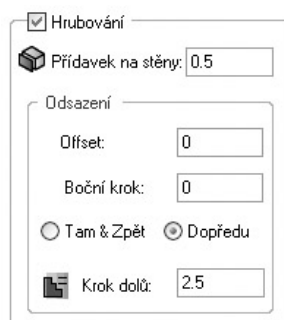 Hrubování
Přídavek na stěny: 0.5
Odsazení
Offset: 0
Boční krok: 0
Tam & Zpět Dopředu
Krok dolů: 2.5